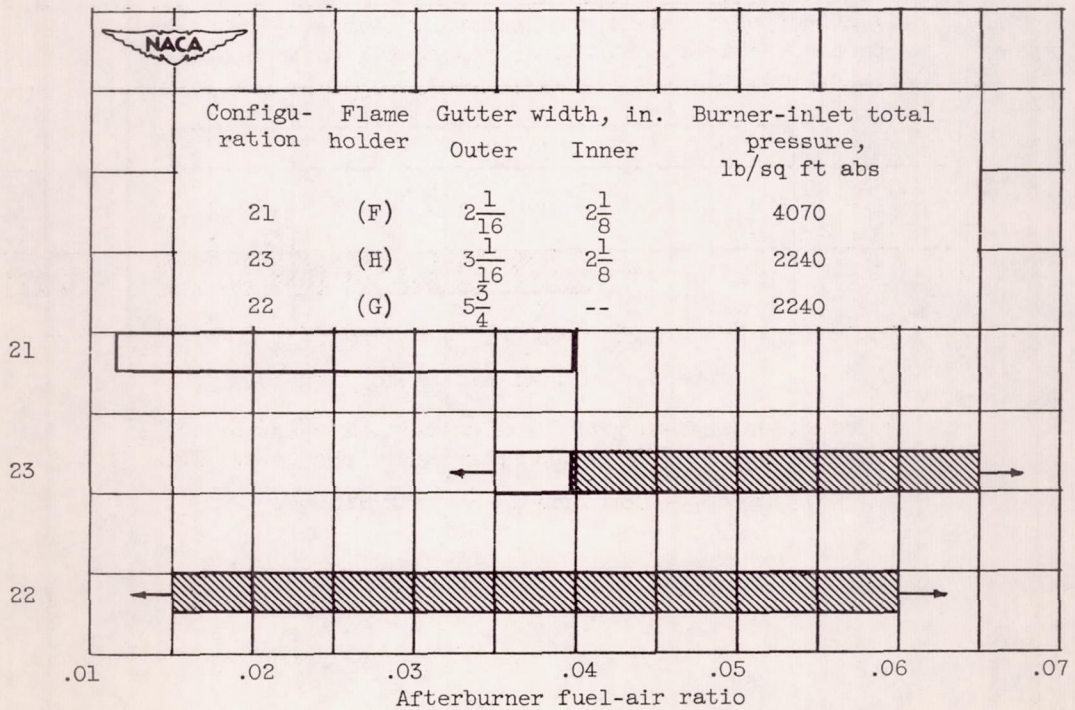 NACA
Configu-
ration Flame
holder Gutter width, in. Burner-inlet total
pressure,
lb/sq ft abs
Outer Inner
21 (F) 2 1/16 2 1/8 4070
23 (H) 3 1/16 2 1/8 2240
22 (G) 5 3/4 -- 2240
21
23
22
.01 .02 .03 .04 .05 .06 .07
Afterburner fuel-air ratio